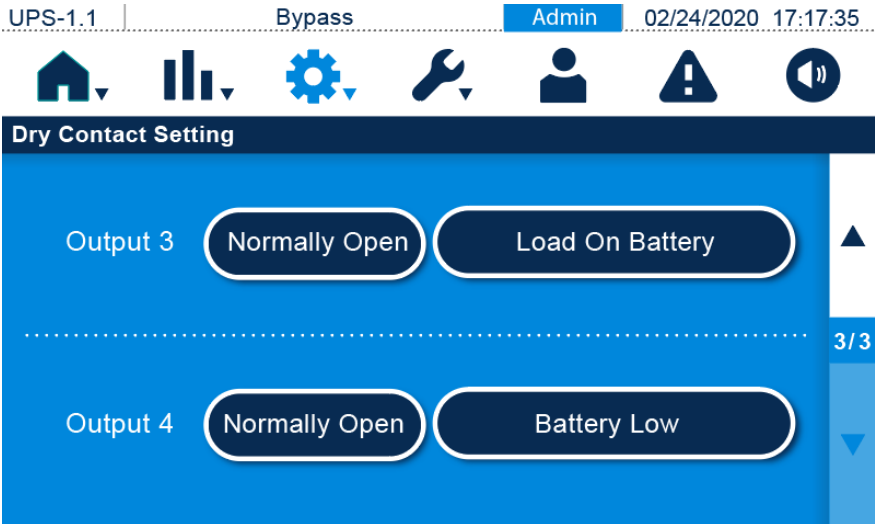 UPS-1.1 Bypass Admin 02/24/2020 17:17:35
Dry Contact Setting
Output 3 Normally Open Load On Battery
3/3
Output 4 Normally Open Battery Low